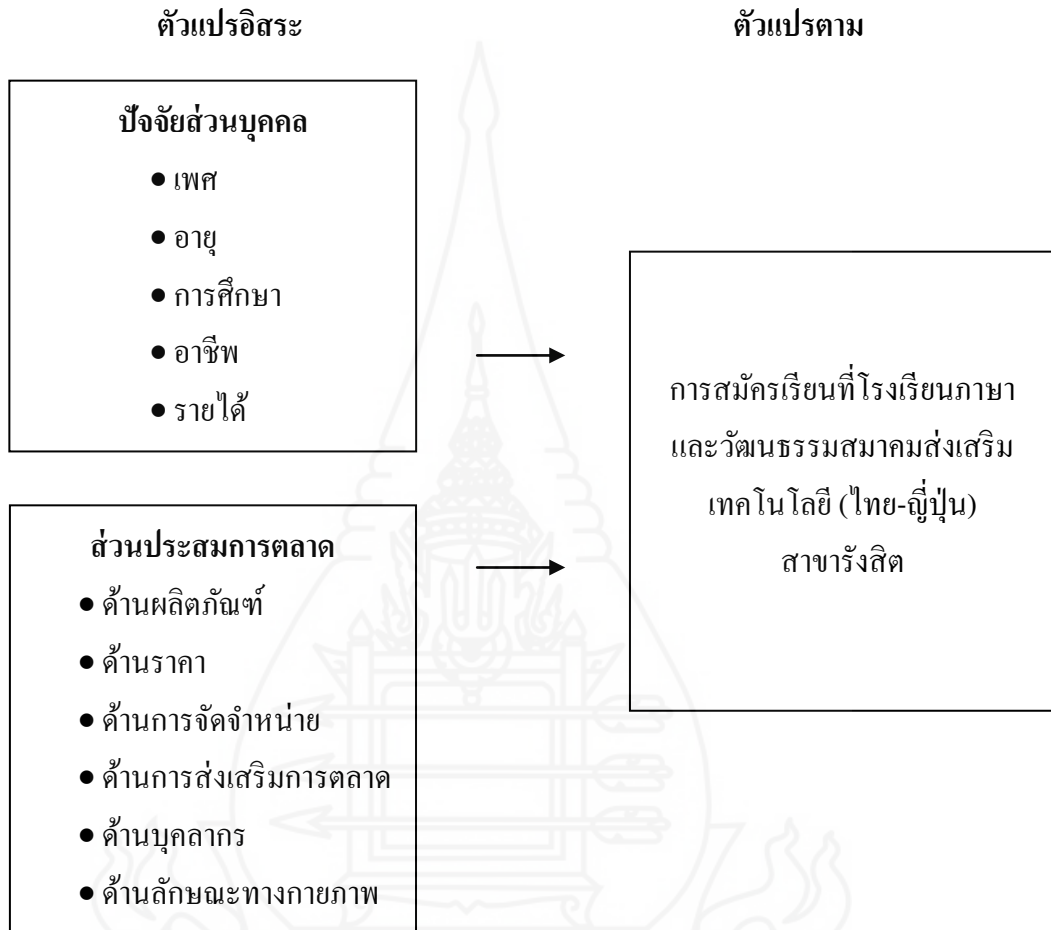 ตัวแปรอิสระ
ตัวแปรตาม
ปัจจัยส่วนบุคคล
● เพศ
● อายุ
● การศึกษา
● อาชีพ
● รายได้
ส่วนประสมการตลาด
● ด้านผลิตภัณฑ์
● ด้านราคา
● ด้านการจัดจำหน่าย
● ด้านการส่งเสริมการตลาด
● ด้านบุคลากร
● ด้านลักษณะทางกายภาพ
การสมัครเรียนที่โรงเรียนภาษา
และวัฒนธรรมสมาคมส่งเสริม
เทคโนโลยี (ไทย-ญี่ปุ่น)
สาขารังสิต